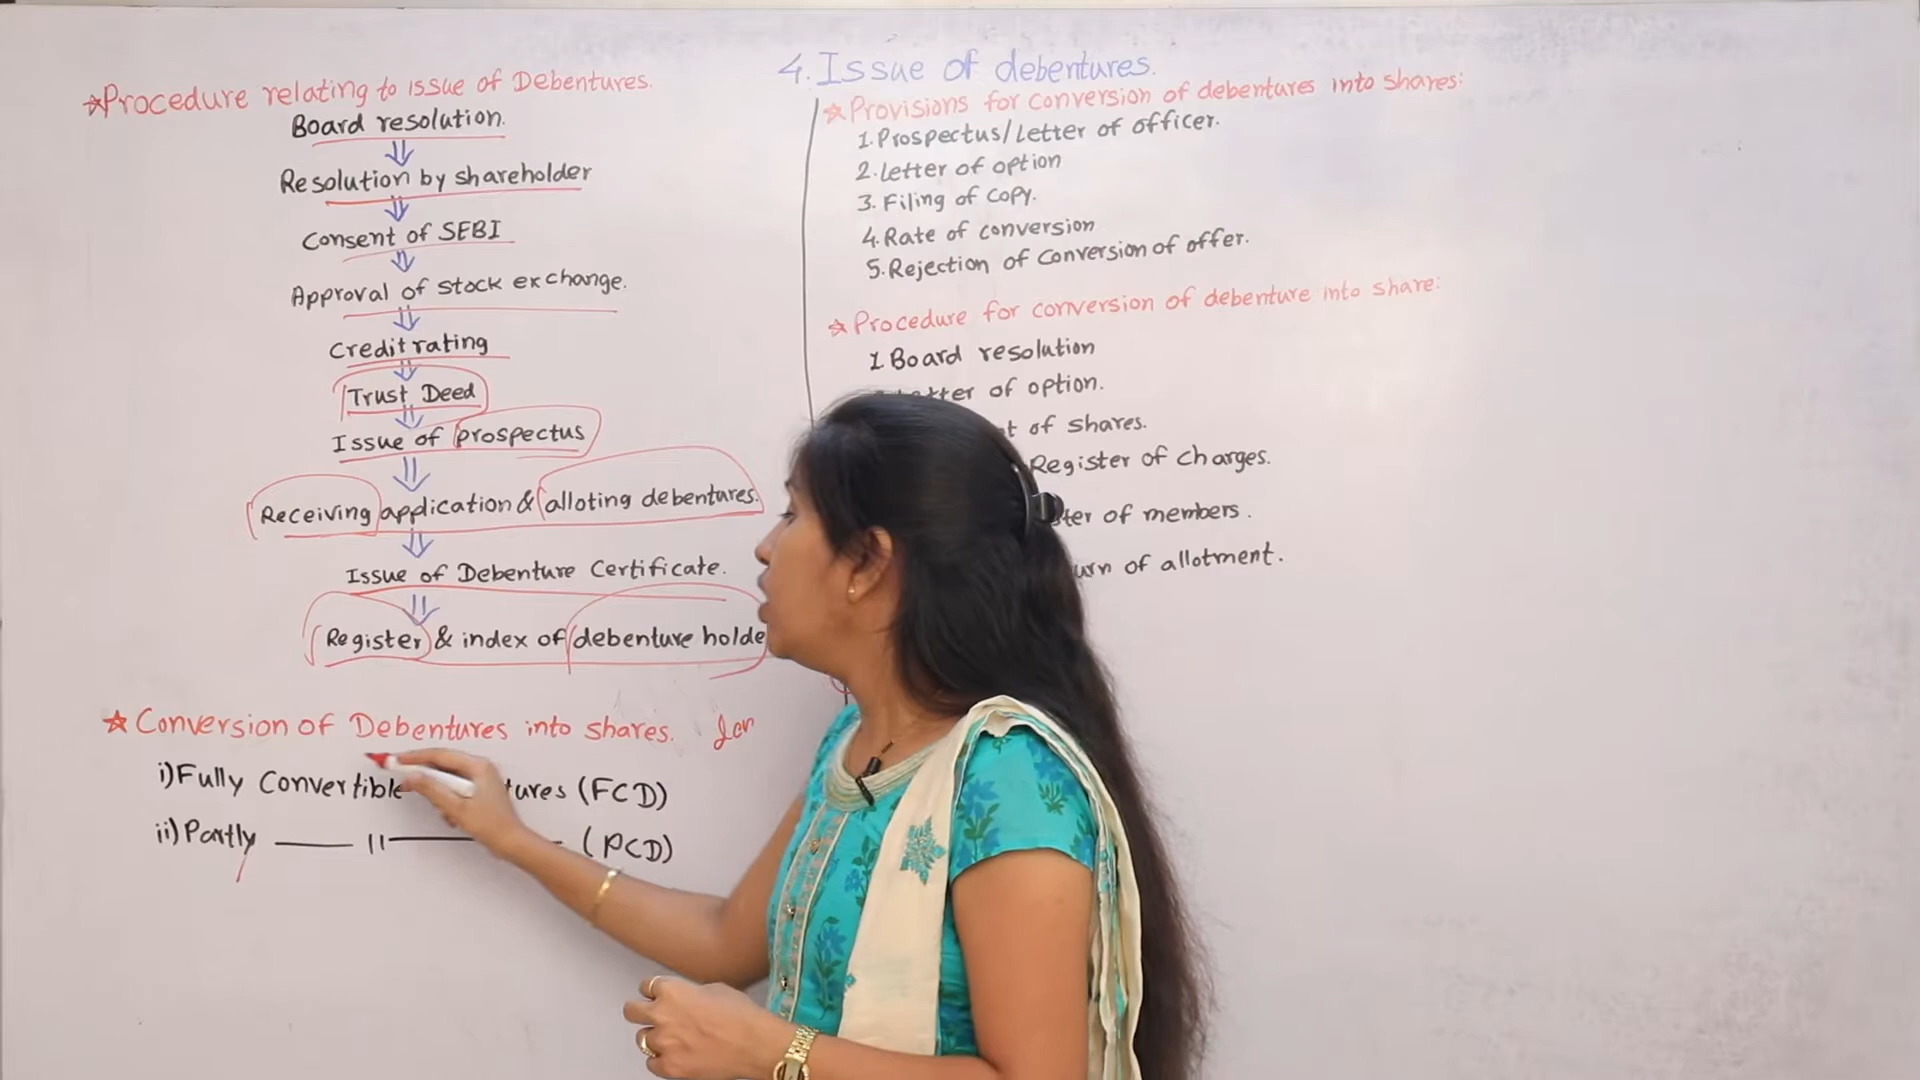 4. Issue of debentures.
☆Procedure relating to issue of Debentures.
Board resolution.
Resolution by shareholder
Consent of SEBI
Approval of stock exchange.
Credit rating
Trust Deed
Issue of prospectus
Receiving application & alloting debentures.
Issue of Debenture Certificate.
Register & index of debenture holde
☆ Conversion of Debentures into shares.
i) Fully Convertible tures (FCD)
ii) Partly —— 11 —— (PCD)
☆ Provisions for conversion of debentures into shares:
1. Prospectus/Letter of officer.
2. Letter of option
3. Filing of copy.
4. Rate of conversion
5. Rejection of conversion of offer.
☆ Procedure for conversion of debenture into share:
1 Board resolution
tter of option.
t of shares.
Register of charges.
ter of members.
urn of allotment.